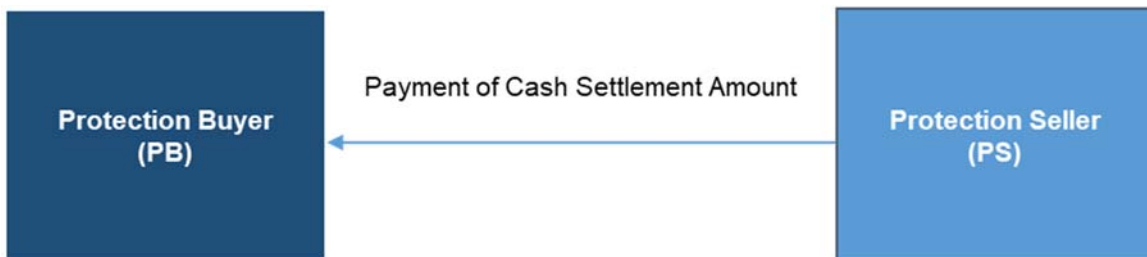 Protection Buyer
(PB)
Payment of Cash Settlement Amount
Protection Seller
(PS)